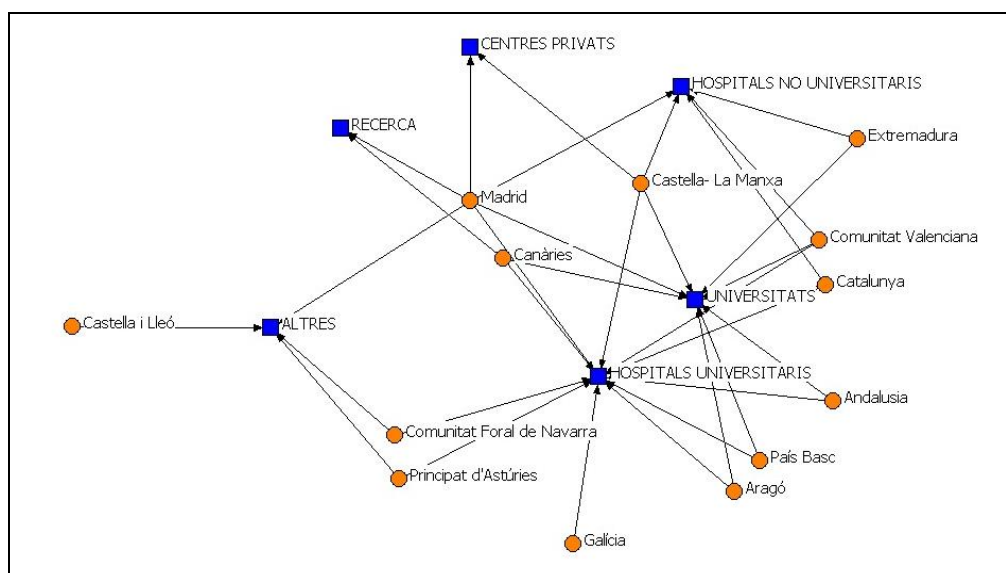 CENTRES PRIVATS
HOSPITALS NO UNIVERSITARIS
RECERCA
Extremadura
Castella- La Manxa
Madrid
Comunitat Valenciana
Canàries
Catalunya
UNIVERSITATS
Castella i Lleó
ALTRES
HOSPITALS UNIVERSITARIS
Andalusia
Comunitat Foral de Navarra
País Basc
Principat d'Astúries
Aragó
Galícia